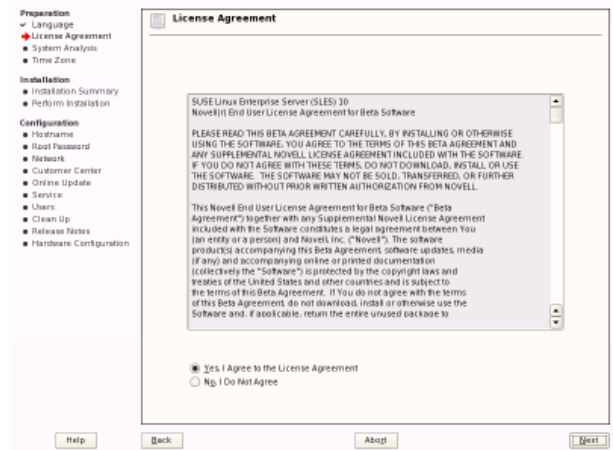 Preparation
Language
License Agreement
System Analysis
Time Zone
Installation
Installation Summary
Perform Installation
Configuration
Hostname
Root Password
Network
Customer Center
Online Update
Service
Users
Clean Up
Release Notes
Hardware Configuration
License Agreement
SUSE Linux Enterprise Server (SLES) 10
Novell(r) End User License Agreement for Beta Software
PLEASE READ THIS BETA AGREEMENT CAREFULLY. BY INSTALLING OR OTHERWISE
USING THE SOFTWARE, YOU AGREE TO THE TERMS OF THIS BETA AGREEMENT AND
ANY SUPPLEMENTAL NOVELL LICENSE AGREEMENT INCLUDED WITH THE SOFTWARE.
IF YOU DO NOT AGREE WITH THESE TERMS, DO NOT DOWNLOAD, INSTALL OR USE
THE SOFTWARE. THE SOFTWARE MAY NOT BE SOLD, TRANSFERRED, OR FURTHER
DISTRIBUTED WITHOUT PRIOR WRITTEN AUTHORIZATION FROM NOVELL.
This Novell End User License Agreement for Beta Software ("Beta
Agreement") together with any Supplemental Novell License Agreement
included with the Software constitutes a legal agreement between You
(an entity or a person) and Novell, Inc. ("Novell"). The software
product(s) accompanying this Beta Agreement, software updates, media
(if any) and accompanying online or printed documentation
(collectively the "Software") is protected by the copyright laws and
treaties of the United States and other countries and is subject to
the terms of this Beta Agreement. If You do not agree with the terms
of this Beta Agreement, do not download, install or otherwise use the
Software and, if applicable, return the entire unused package to
Yes, I Agree to the License Agreement
No, I Do Not Agree
Help
Back
Abort
Next